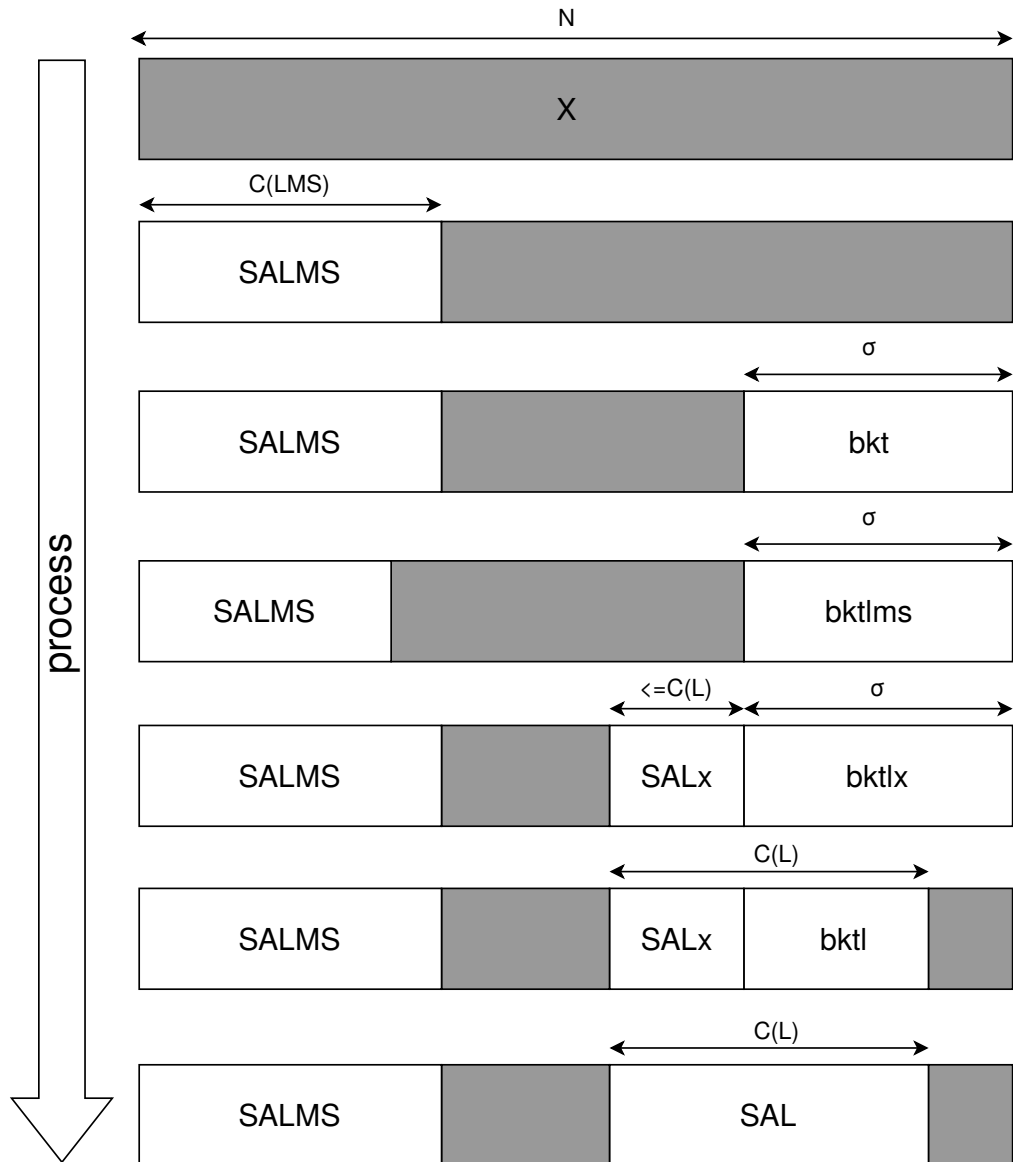 N
X
C(LMS)
SALMS
σ
SALMS bkt
σ
SALMS bktlms
<=C(L) σ
SALMS SALx bktlx
C(L)
SALMS SALx bktl
C(L)
SALMS SAL
process